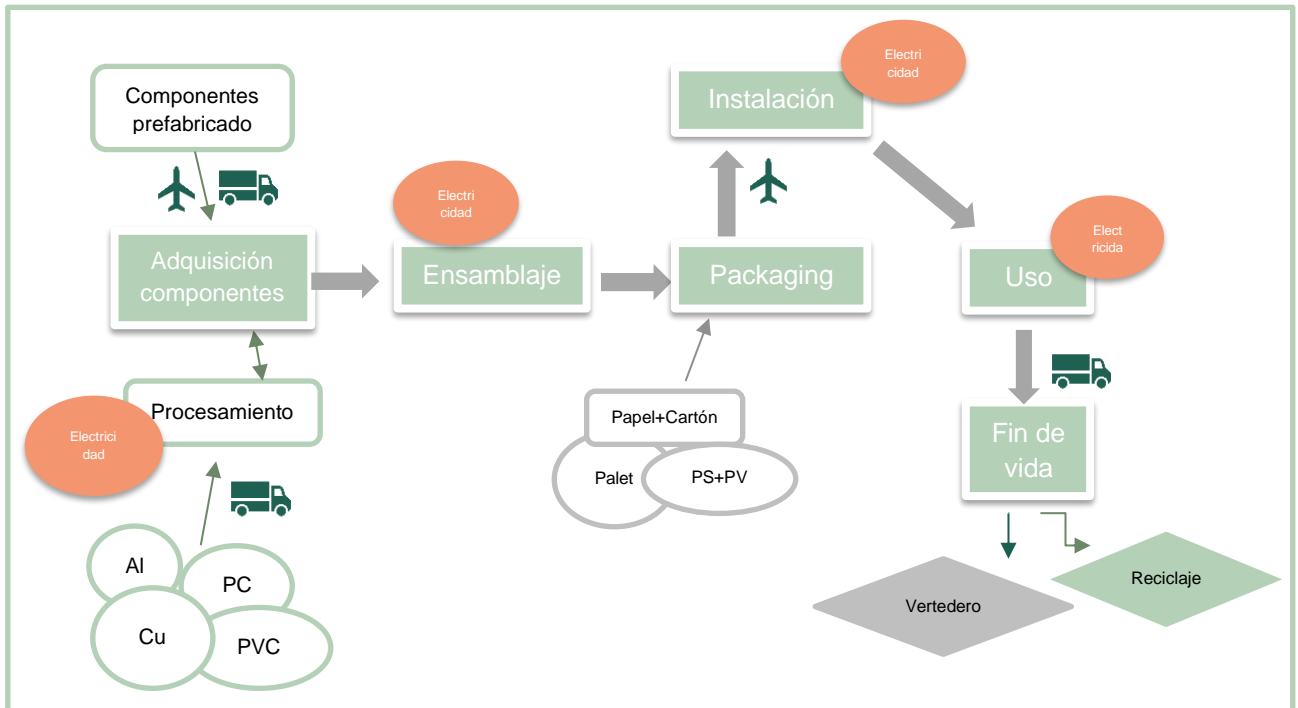 Componentes
prefabricado
Electri
cidad
Instalación
Electri
cidad
Adquisición
componentes
Ensamblaje
Packaging
Elect
ricida
Uso
Procesamiento
Electrici
dad
Papel+Cartón
Palet
PS+PV
Fin de
vida
Al
PC
Cu
PVC
Vertedero
Reciclaje